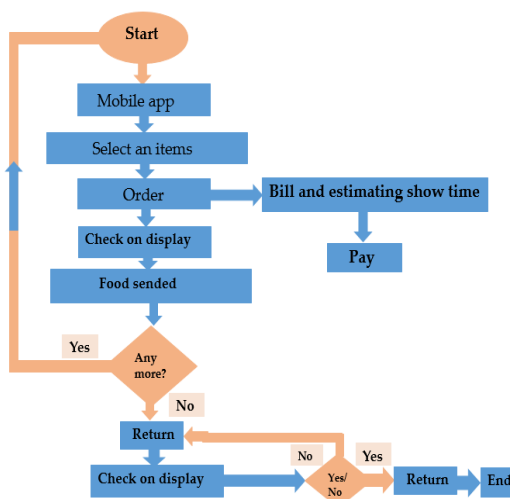 Start
Mobile app
Select an items
Order
Bill and estimating show time
Check on display
Pay
Food sended
Yes
Any
more?
No
Return
No
Yes
Check on display
Yes/
No
Return
End